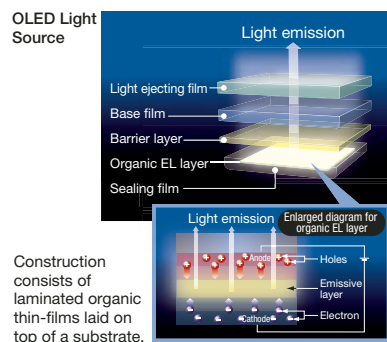 OLED Light
Source
Light emission
Light ejecting film
Base film
Barrier layer
Organic EL layer
Sealing film
Light emission
Enlarged diagram for
organic EL layer
Anode
Holes
Emissive
layer
Electron
Cathode
Construction
consists of
laminated organic
thin-films laid on
top of a substrate.